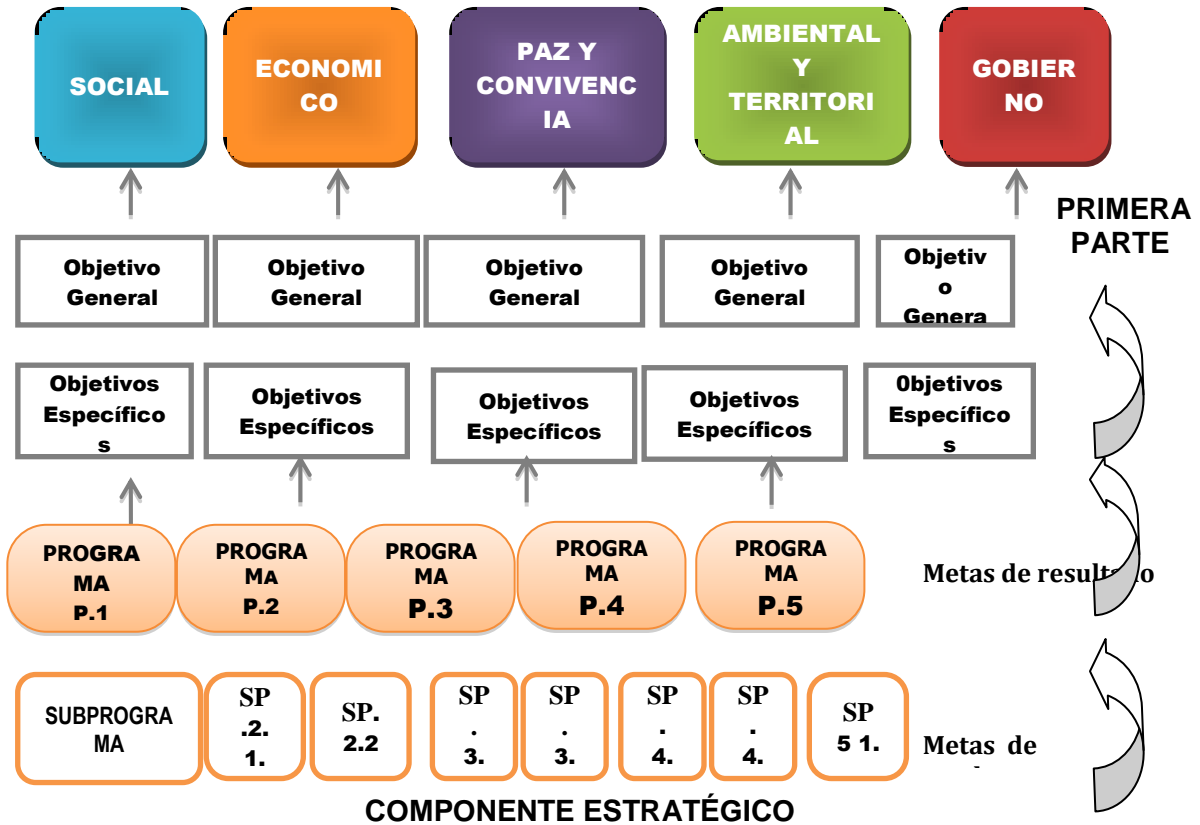 SOCIAL
ECONOMI
CO
PAZ Y
CONVIVENC
IA
AMBIENTAL
Y
TERRITORI
AL
GOBIER
NO
PRIMERA
PARTE
Objetivo
General
Objetivo
General
Objetivo
General
Objetivo
General
Objetiv
o
Genera
Objetivos
Específico
s
Objetivos
Específicos
Objetivos
Específicos
Objetivos
Específicos
0bjetivos
Específico
s
PROGRA
MA
P.1
PROGRA
MA
P.2
PROGRA
MA
P.3
PROGRA
MA
P.4
PROGRA
MA
P.5
Metas de resultado
SUBPROGRA
MA
SP
.2.
1.
SP.
2.2
SP
.
3.
SP
.
3.
SP
.
4.
SP
.
4.
SP
5 1.
Metas de
COMPONENTE ESTRATÉGICO